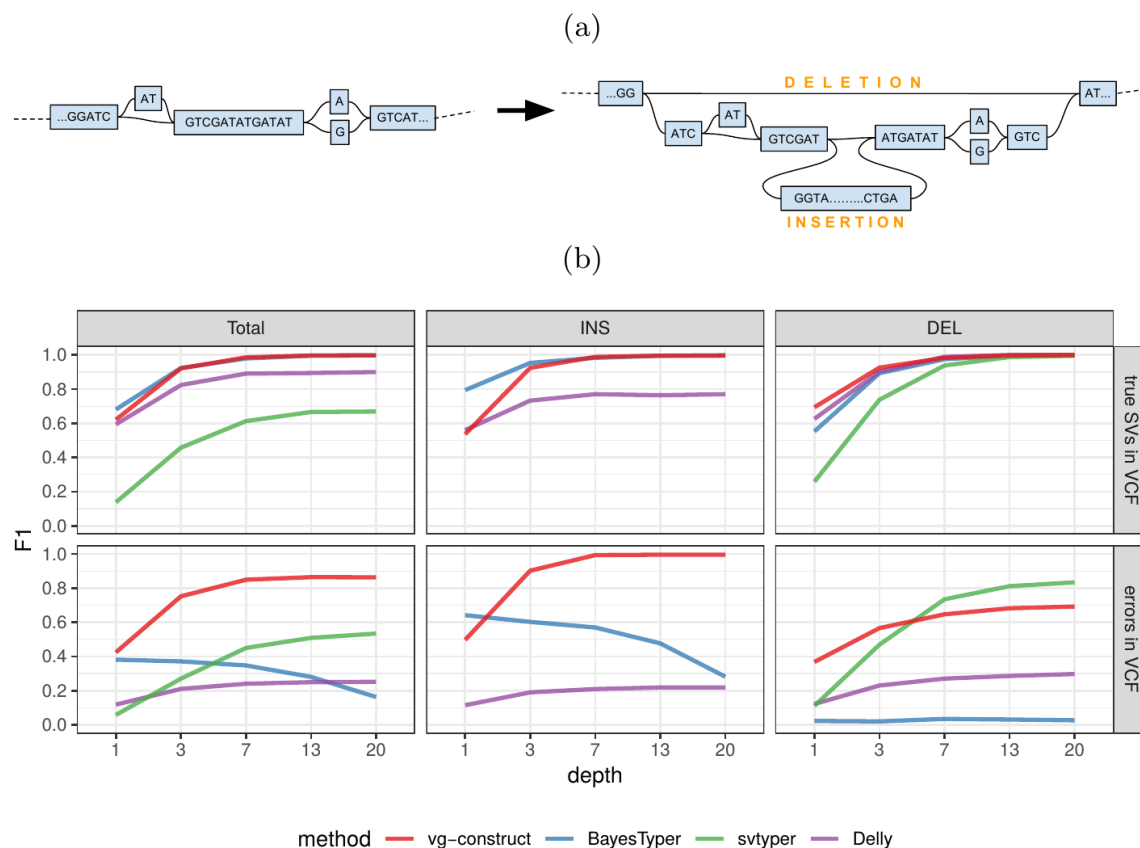 (a)
DELETION
...GG AT...
AT A
...GGATC GTCGATATGATAT GTCAT...
G
AT A
ATC GTCGAT ATGATAT GTC
G
GGTA.........CTGA
INSERTION
(b)
Total INS DEL
1.0
0.8
0.6
0.4
0.2
0.0
true SVs in VCF
F1
1.0
0.8
0.6
0.4
0.2
0.0
errors in VCF
1 3 7 13 20 1 3 7 13 20 1 3 7 13 20
depth
method vg-construct BayesTyper svtyper Delly